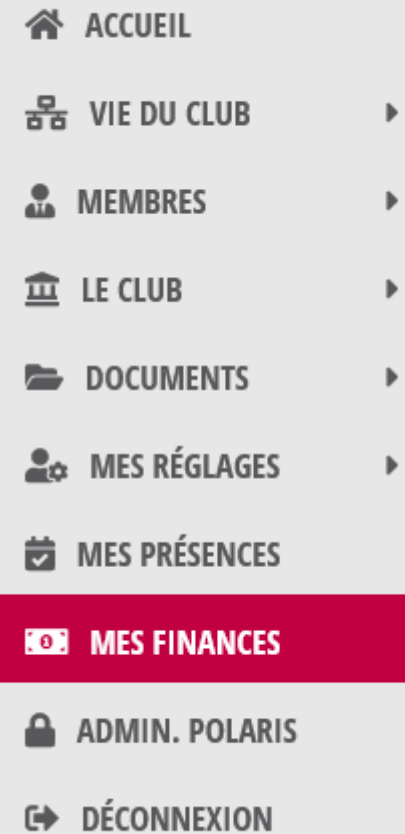 ACCUEIL
VIE DU CLUB
MEMBRES
LE CLUB
DOCUMENTS
MES RÉGLAGES
MES PRÉSENCES
MES FINANCES
ADMIN. POLARIS
DÉCONNEXION